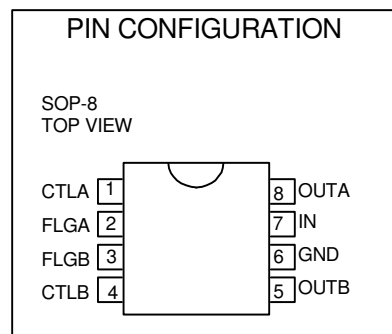 PIN CONFIGURATION
SOP-8
TOP VIEW
CTLA 1 8 OUTA
FLGA 2 7 IN
FLGB 3 6 GND
CTLB 4 5 OUTB